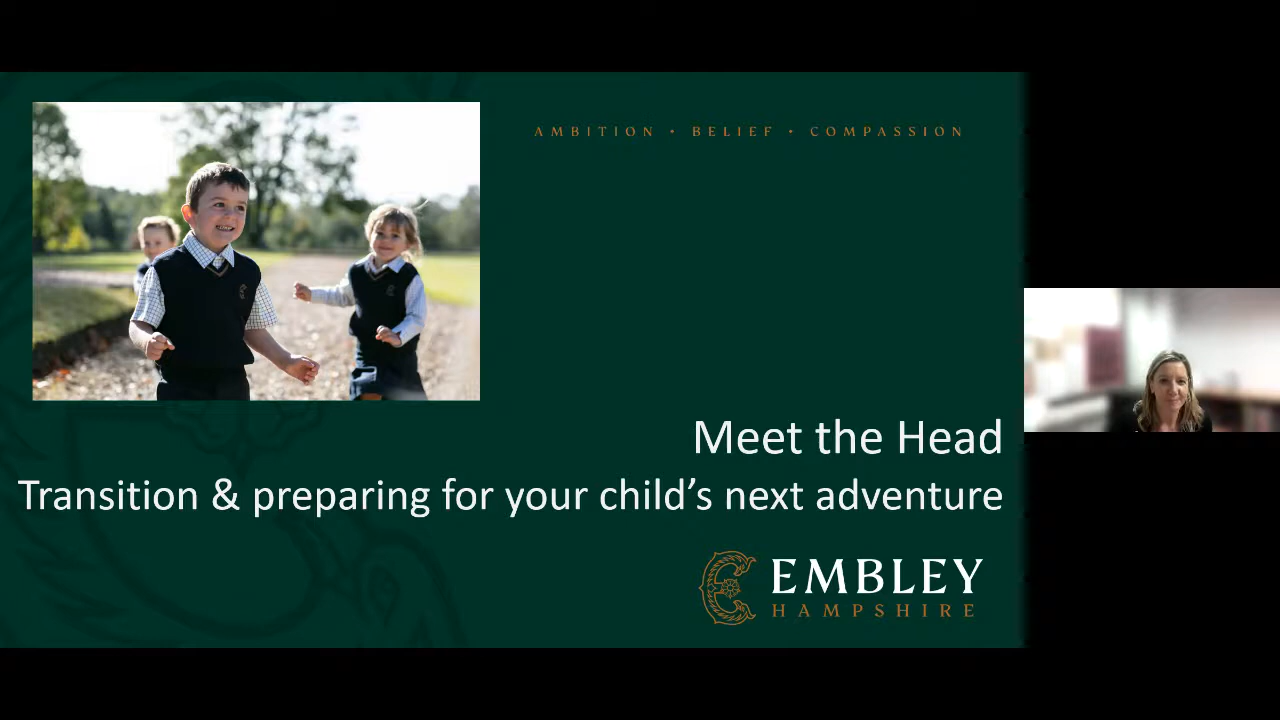 AMBITION • BELIEF • COMPASSION
Meet the Head
Transition & preparing for your child’s next adventure
EMBLEY
HAMPSHIRE